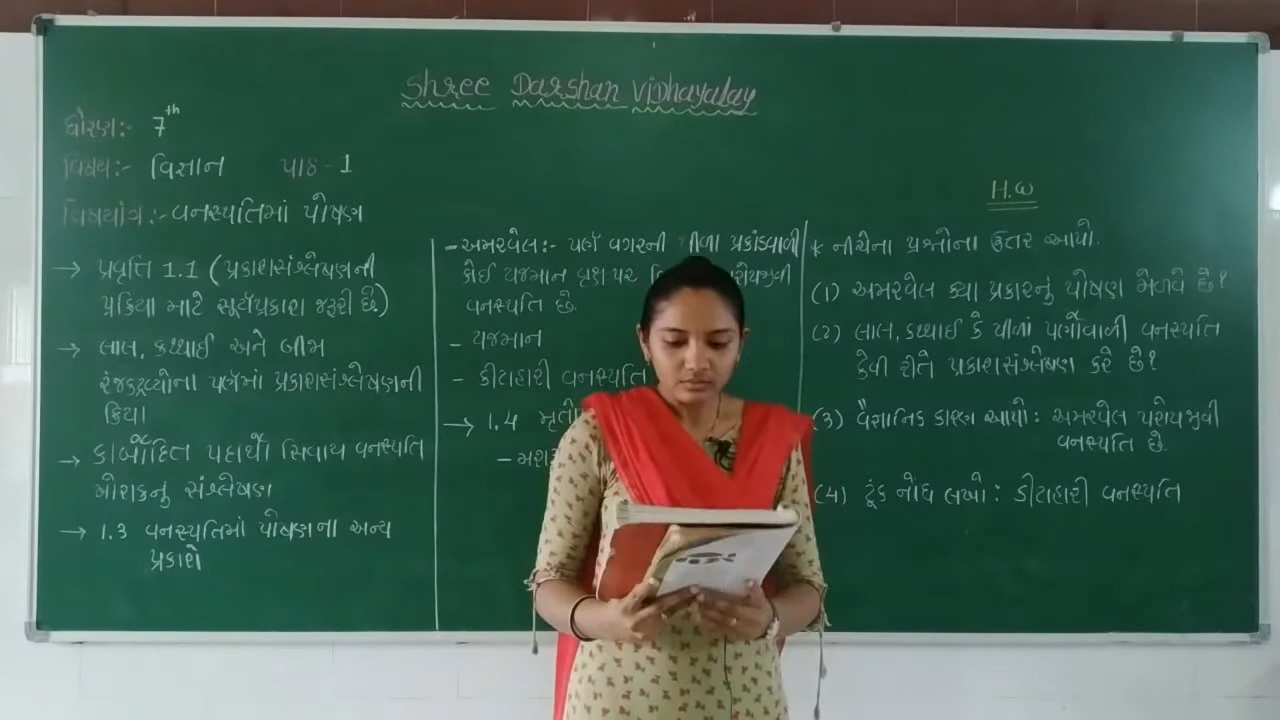 Shree Darshan Vidhayalay
ધોરણ:- 7th
વિષય:- વિજ્ઞાન પાઠ - 1
વિષયાંગ:- વનસ્પતિમાં પોષણ
→ પ્રવૃત્તિ 1.1 (પ્રકાશસંશ્લેષણની
પ્રક્રિયા માટે સૂર્યપ્રકાશ જરૂરી છે)
→ લાલ, કથ્થાઈ અને બીમ
રંજકદ્રવ્યોના પર્ણમાં પ્રકાશસંશ્લેષણની
ક્રિયા
→ કાર્બોદિત પદાર્થો સિવાય વનસ્પતિ
ખોરાકનું સંશ્લેષણ
→ 1.3 વનસ્પતિમાં પોષણના અન્ય
પ્રકારો
- અમરવેલ:- પર્ણ વગરની પીળા પ્રકાંડવાળી
કોઈ યજમાન વૃક્ષ પર
વનસ્પતિ છે.
- યજમાન
- કીટાહારી વનસ્પતિ
→ 1.4
H.W
* નીચેના પ્રશ્નોના ઉત્તર આપો.
(1) અમરવેલ ક્યા પ્રકારનું પોષણ મેળવે છે?
(2) લાલ, કથ્થાઈ કે પીળાં પર્ણોવાળી વનસ્પતિ
કેવી રીતે પ્રકાશસંશ્લેષણ કરે છે?
(3) વૈજ્ઞાનિક કારણ આપો: અમરવેલ પરોપજીવી
વનસ્પતિ છે.
(4) ટૂંક નોંધ લખો: કીટાહારી વનસ્પતિ